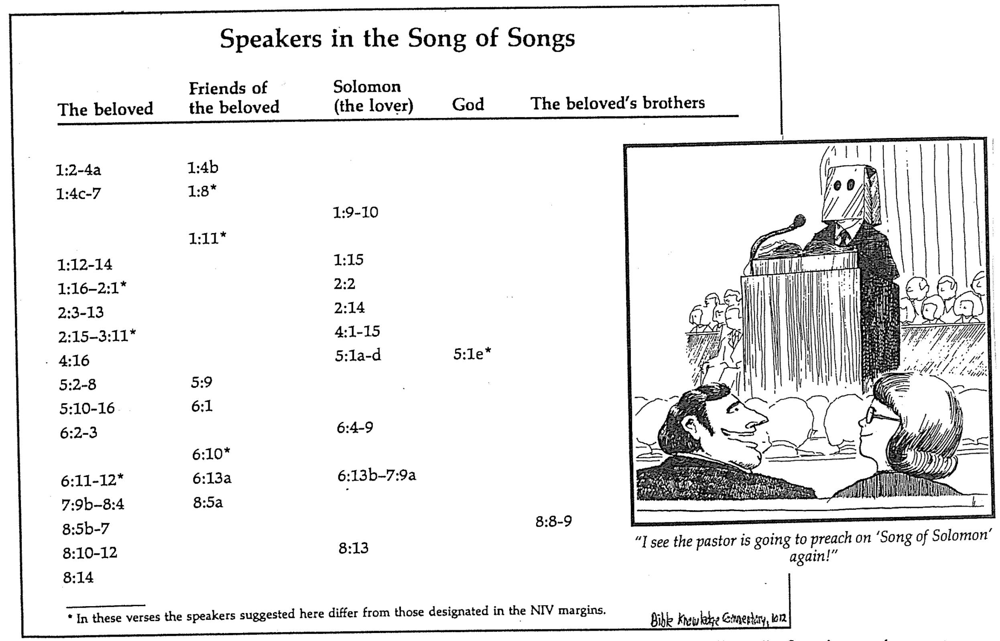 Speakers in the Song of Songs
The beloved
Friends of
the beloved
Solomon
(the lover)
God
The beloved's brothers
1:2-4a 1:4b
1:4c-7 1:8*
1:9-10
1:11*
1:12-14 1:15
1:16–2:1* 2:2
2:3-13 2:14
2:15–3:11* 4:1-15
4:16 5:1a-d 5:1e*
5:2-8 5:9
5:10-16 6:1
6:2-3 6:4-9
6:10*
6:11-12* 6:13a 6:13b–7:9a
7:9b–8:4 8:5a
8:5b-7 8:8-9
8:10-12 8:13
8:14
* In these verses the speakers suggested here differ from those designated in the NIV margins.
Bible Knowledge Commentary, 1012
"I see the pastor is going to preach on 'Song of Solomon'
again!"